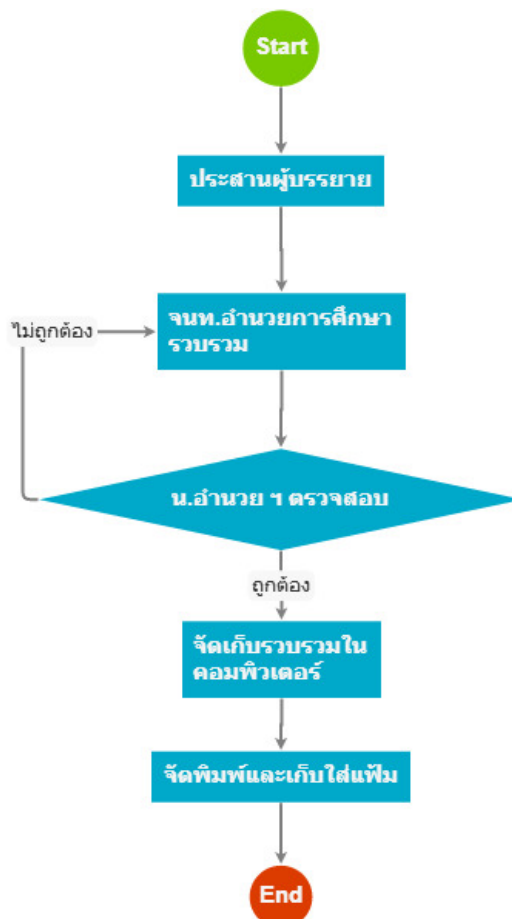 Start
ประสานผู้บรรยาย
จนท.อำนวยการศึกษา
รวบรวม
ไม่ถูกต้อง
น.อำนวย ฯ ตรวจสอบ
ถูกต้อง
จัดเก็บรวบรวมใน
คอมพิวเตอร์
จัดพิมพ์และเก็บใส่แฟ้ม
End